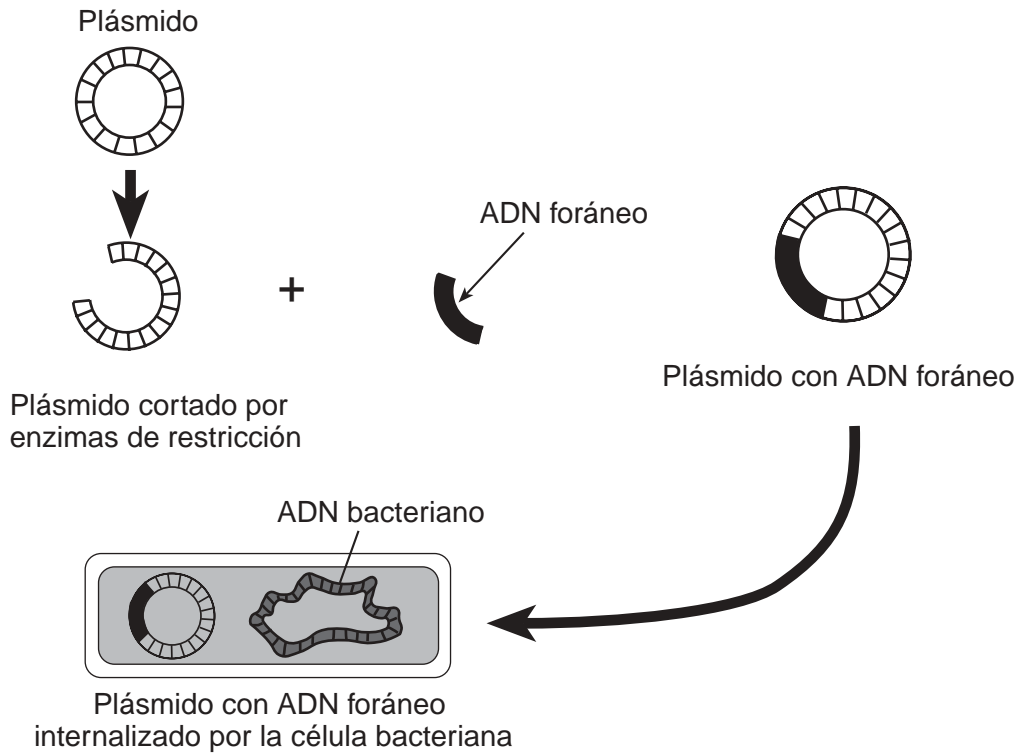 Plásmido
ADN foráneo
+
Plásmido con ADN foráneo
Plásmido cortado por
enzimas de restricción
ADN bacteriano
Plásmido con ADN foráneo
internalizado por la célula bacteriana